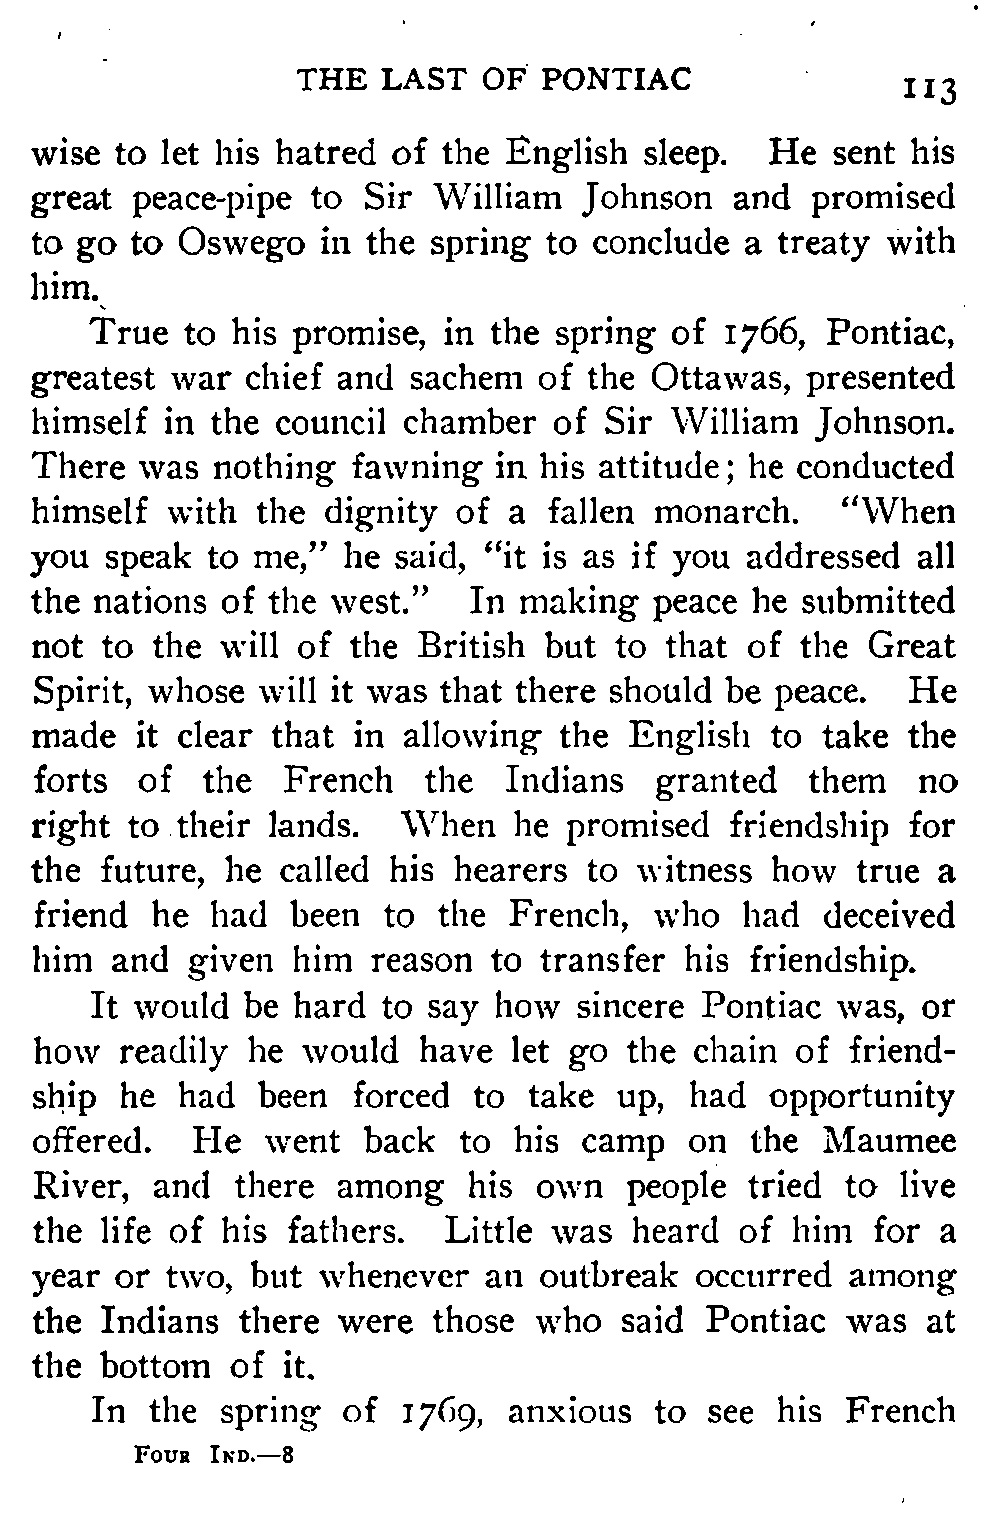 THE LAST OF PONTIAC 113
wise to let his hatred of the English sleep. He sent his
great peace-pipe to Sir William Johnson and promised
to go to Oswego in the spring to conclude a treaty with
him.
True to his promise, in the spring of 1766, Pontiac,
greatest war chief and sachem of the Ottawas, presented
himself in the council chamber of Sir William Johnson.
There was nothing fawning in his attitude; he conducted
himself with the dignity of a fallen monarch. “When
you speak to me,” he said, “it is as if you addressed all
the nations of the west.” In making peace he submitted
not to the will of the British but to that of the Great
Spirit, whose will it was that there should be peace. He
made it clear that in allowing the English to take the
forts of the French the Indians granted them no
right to their lands. When he promised friendship for
the future, he called his hearers to witness how true a
friend he had been to the French, who had deceived
him and given him reason to transfer his friendship.
It would be hard to say how sincere Pontiac was, or
how readily he would have let go the chain of friend-
ship he had been forced to take up, had opportunity
offered. He went back to his camp on the Maumee
River, and there among his own people tried to live
the life of his fathers. Little was heard of him for a
year or two, but whenever an outbreak occurred among
the Indians there were those who said Pontiac was at
the bottom of it.
In the spring of 1769, anxious to see his French
FOUR IND.—8